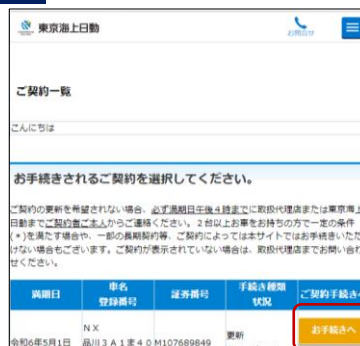 東京海上日動
お問合せ
ご契約一覧
こんにちは
お手続きされるご契約を選択してください。
ご契約の更新を希望されない場合、必ず満期日午後4時までに取扱代理店または東京海上
日動までご契約者ご本人からご連絡ください。2台以上お車をお持ちの方で一定の条件
(*)を満たす場合や、一部の長期契約等、ご契約によっては本サイトではお手続きいただ
けない場合もございます。ご契約が表示されていない場合は、取扱代理店までお問い合わ
せください。
満期日 車名 登録番号 証券番号 手続き種類 状況 ご契約手続きへ
NX
令和6年5月1日 品川3A1ま40 M107689849 更新 お手続きへ